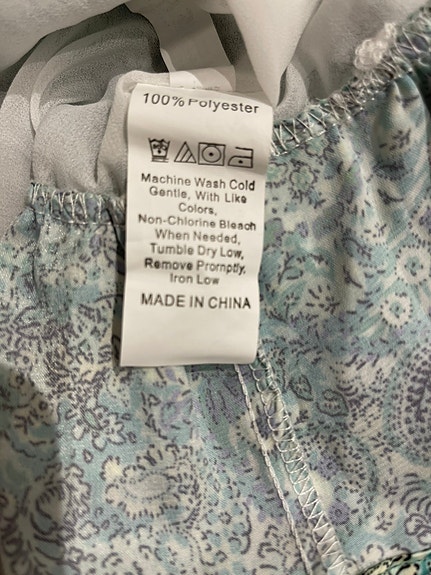 100% Polyester
Machine Wash Cold
Gentle, With Like
Colors,
Non-Chlorine Bleach
When Needed,
Tumble Dry Low,
Remove Promptly,
Iron Low
MADE IN CHINA